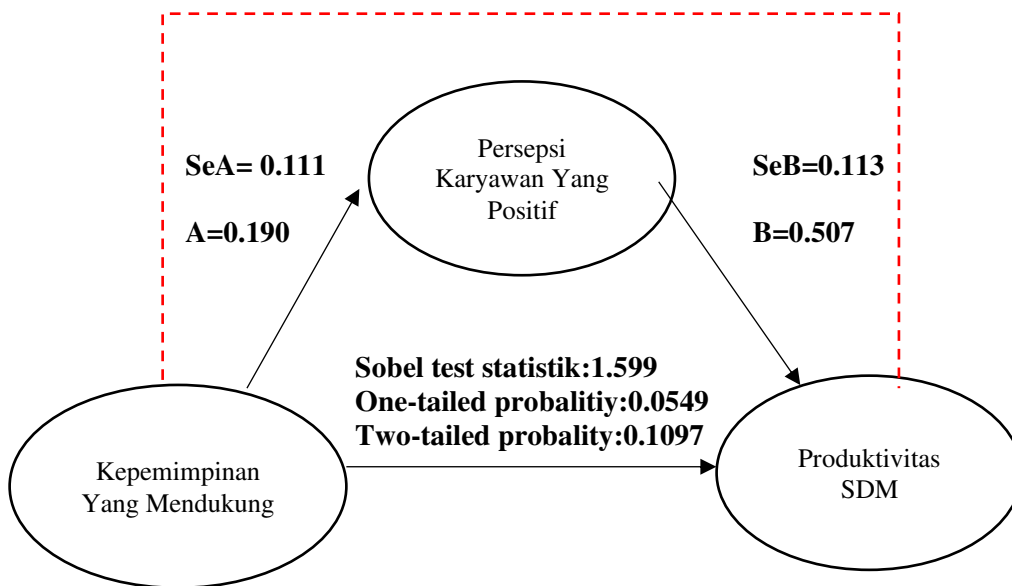 SeA= 0.111
A=0.190
Persepsi
Karyawan Yang
Positif
SeB=0.113
B=0.507
Sobel test statistik:1.599
One-tailed probalitiy:0.0549
Two-tailed probality:0.1097
Kepemimpinan
Yang Mendukung
Produktivitas
SDM